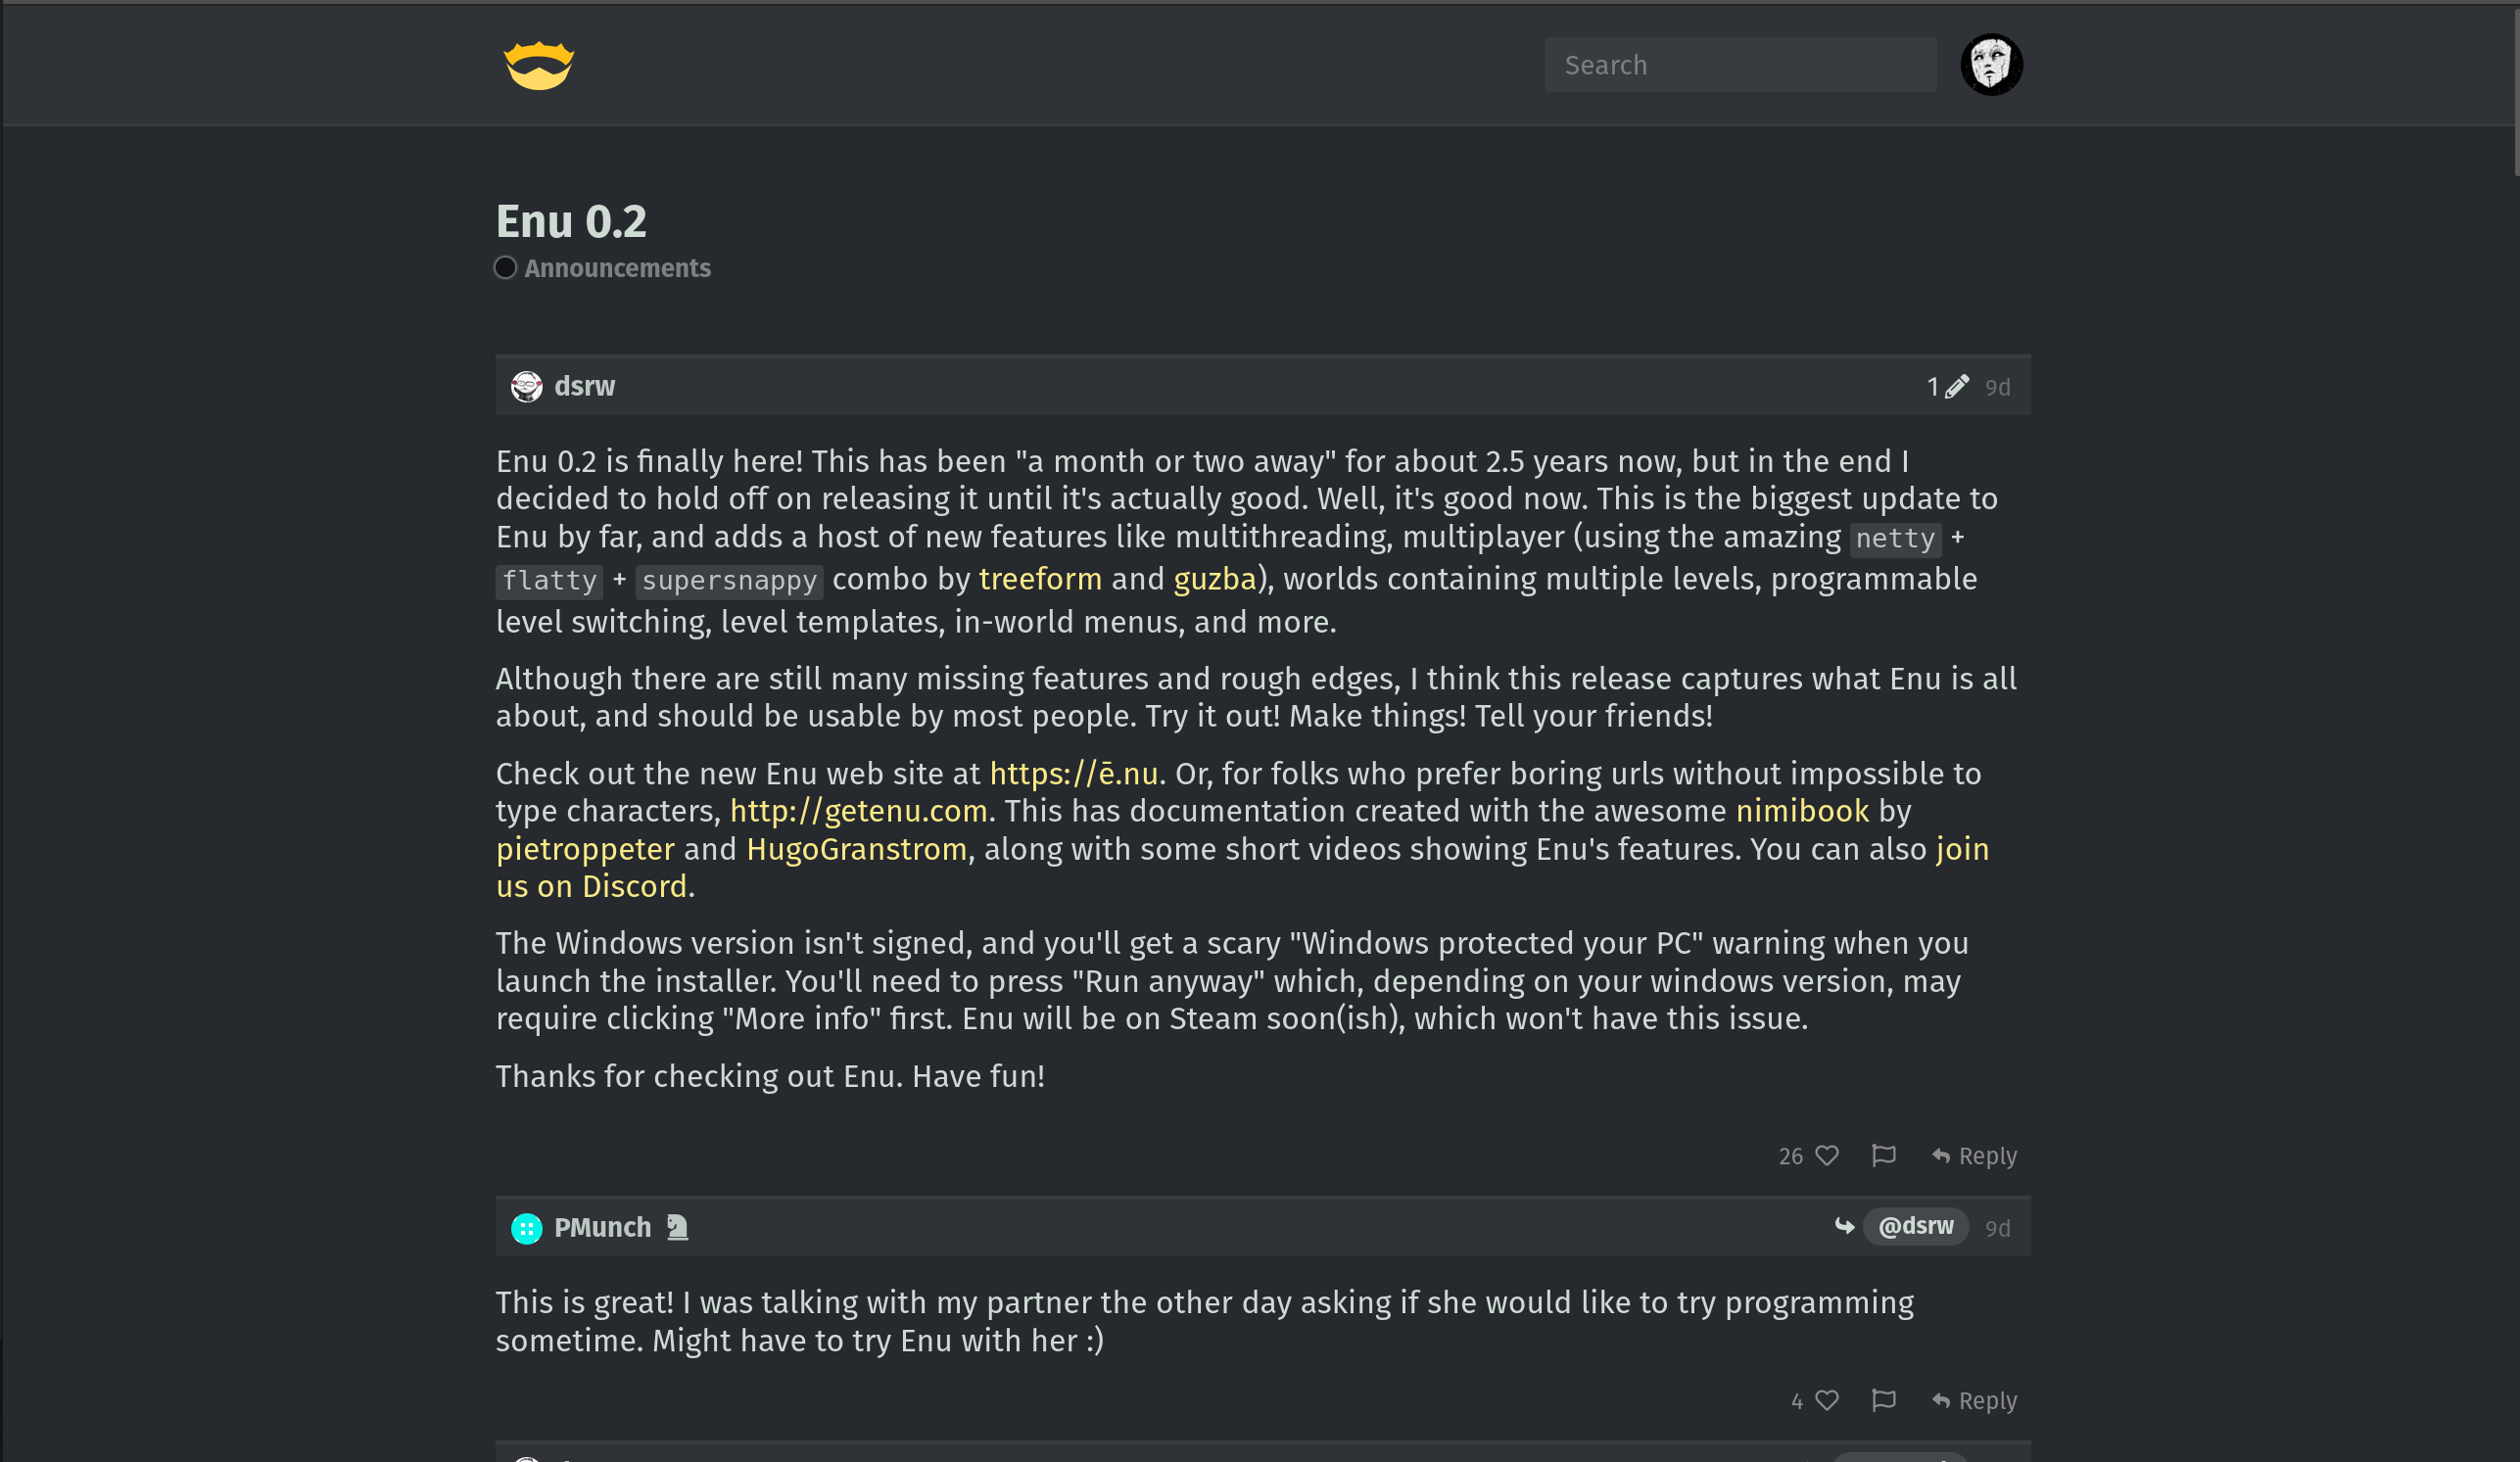 Search
Enu 0.2
Announcements
dsrw
1 9d
Enu 0.2 is finally here! This has been "a month or two away" for about 2.5 years now, but in the end I
decided to hold off on releasing it until it's actually good. Well, it's good now. This is the biggest update to
Enu by far, and adds a host of new features like multithreading, multiplayer (using the amazing netty +
flatty + supersnappy combo by treeform and guzba), worlds containing multiple levels, programmable
level switching, level templates, in-world menus, and more.
Although there are still many missing features and rough edges, I think this release captures what Enu is all
about, and should be usable by most people. Try it out! Make things! Tell your friends!
Check out the new Enu web site at https://ē.nu. Or, for folks who prefer boring urls without impossible to
type characters, http://getenu.com. This has documentation created with the awesome nimibook by
pietroppeter and HugoGranstrom, along with some short videos showing Enu's features. You can also join
us on Discord.
The Windows version isn't signed, and you'll get a scary "Windows protected your PC" warning when you
launch the installer. You'll need to press "Run anyway" which, depending on your windows version, may
require clicking "More info" first. Enu will be on Steam soon(ish), which won't have this issue.
Thanks for checking out Enu. Have fun!
26 Reply
PMunch
@dsrw 9d
This is great! I was talking with my partner the other day asking if she would like to try programming
sometime. Might have to try Enu with her :)
4 Reply